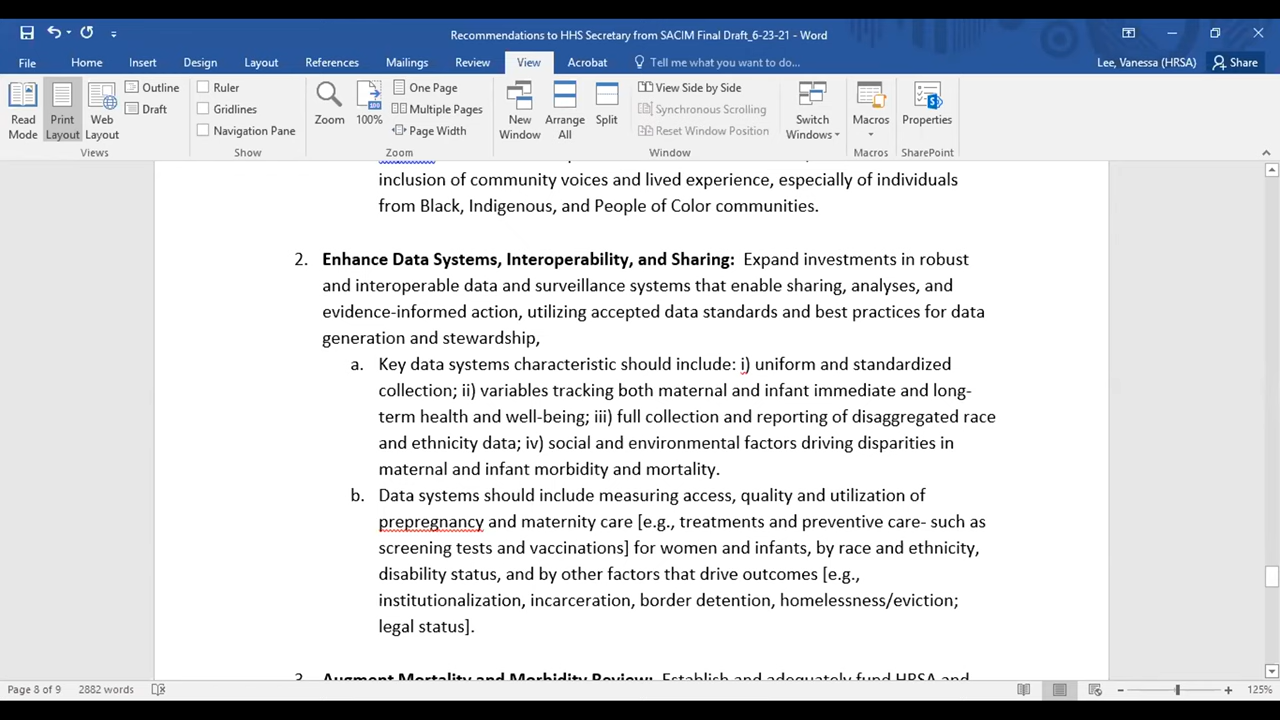 Recommendations to HHS Secretary from SACIM Final Draft_6-23-21 - Word
File Home Insert Design Layout References Mailings Review View Acrobat Tell me what you want to do... Lee, Vanessa (HRSA) Share
Read Mode
Print Layout
Web Layout
Outline
Draft
Views
Ruler
Gridlines
Navigation Pane
Show
Zoom
100%
One Page
Multiple Pages
Page Width
Zoom
New Window
Arrange All
Split
View Side by Side
Synchronous Scrolling
Reset Window Position
Switch Windows
Window
Macros
Macros
Properties
SharePoint
inclusion of community voices and lived experience, especially of individuals
from Black, Indigenous, and People of Color communities.
2. Enhance Data Systems, Interoperability, and Sharing: Expand investments in robust
and interoperable data and surveillance systems that enable sharing, analyses, and
evidence-informed action, utilizing accepted data standards and best practices for data
generation and stewardship,
a. Key data systems characteristic should include: i) uniform and standardized
collection; ii) variables tracking both maternal and infant immediate and long-
term health and well-being; iii) full collection and reporting of disaggregated race
and ethnicity data; iv) social and environmental factors driving disparities in
maternal and infant morbidity and mortality.
b. Data systems should include measuring access, quality and utilization of
prepregnancy and maternity care [e.g., treatments and preventive care- such as
screening tests and vaccinations] for women and infants, by race and ethnicity,
disability status, and by other factors that drive outcomes [e.g.,
institutionalization, incarceration, border detention, homelessness/eviction;
legal status].
3. Augment Mortality and Morbidity Review: Establish and adequately fund HRSA and
Page 8 of 9 2882 words 125%